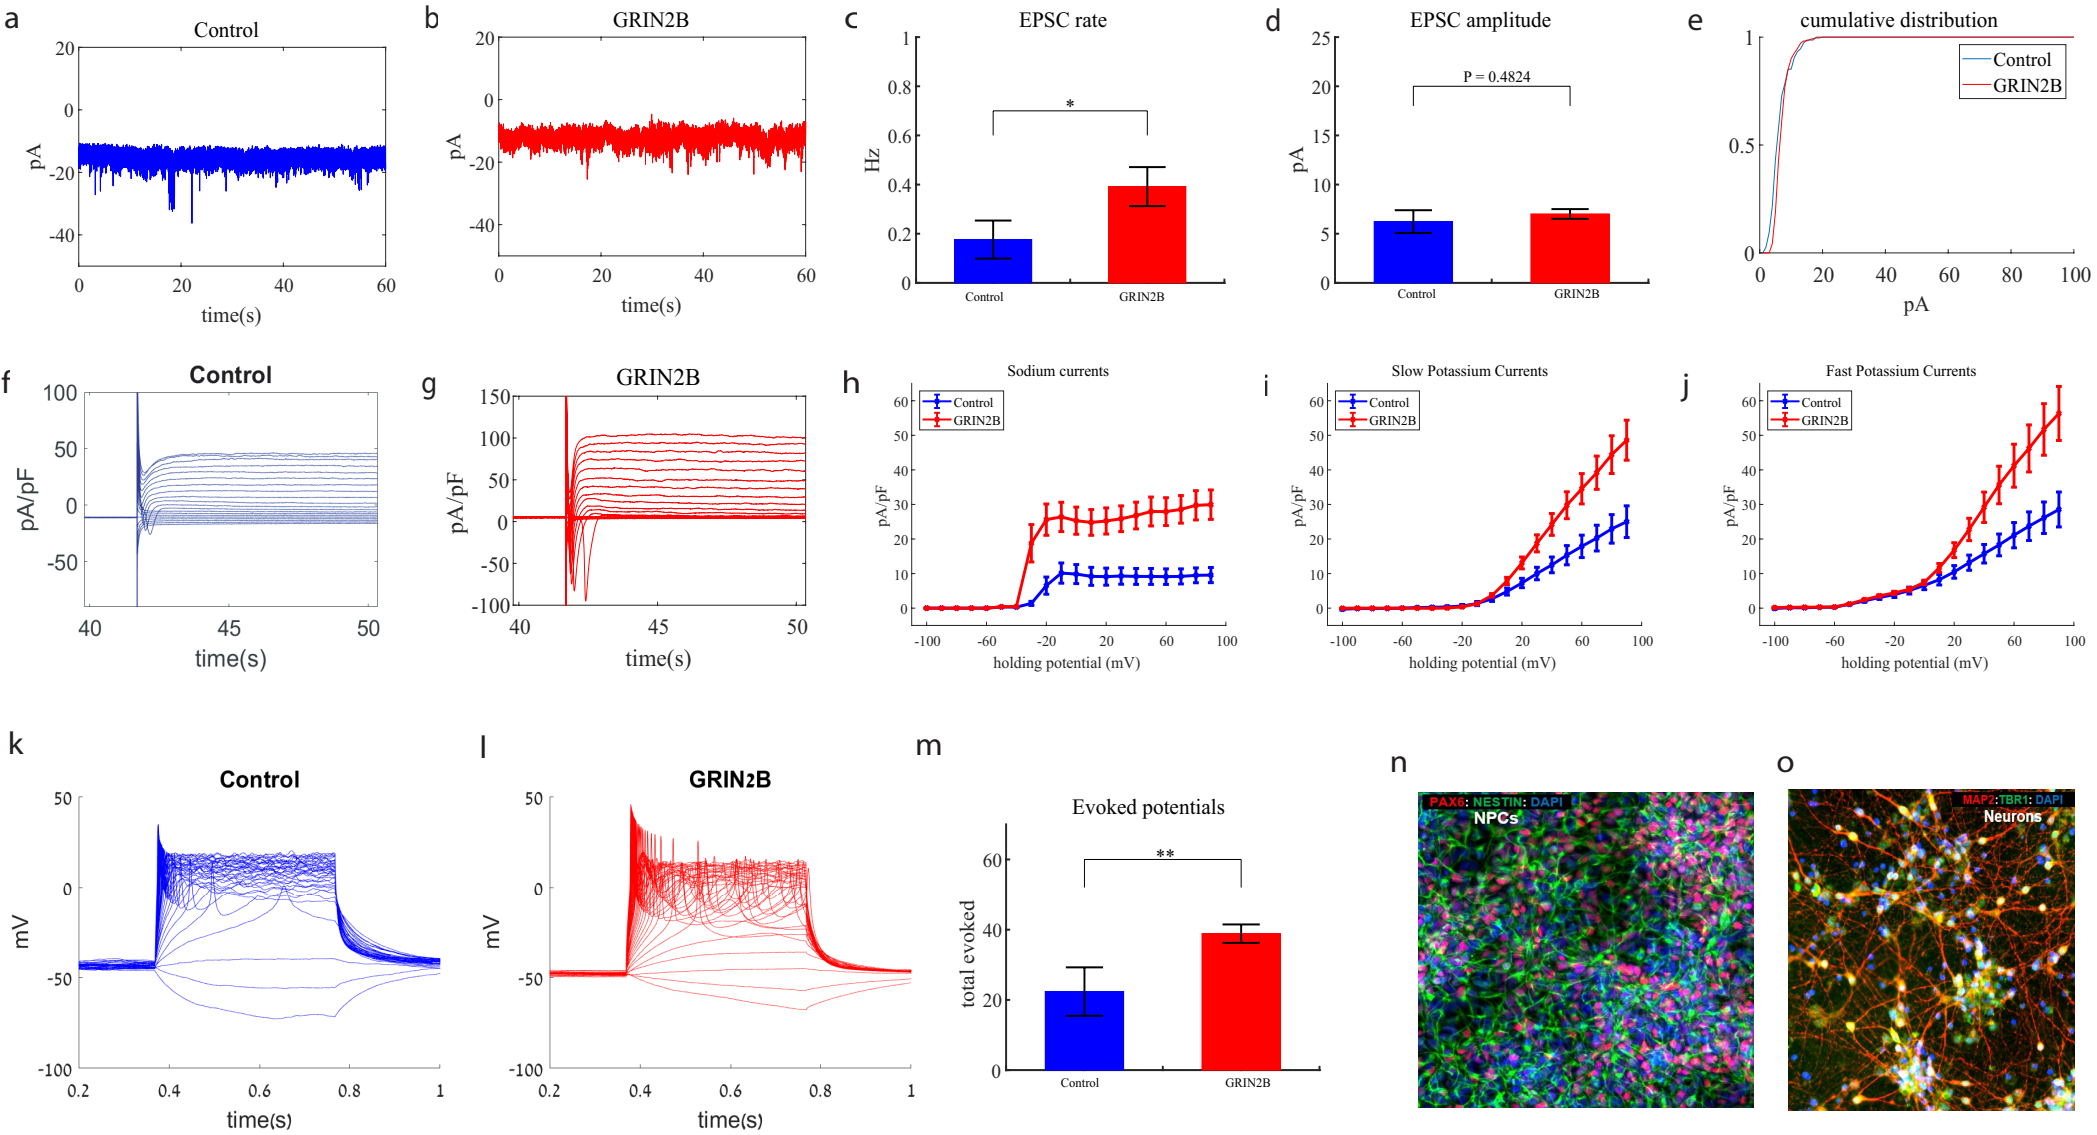 a
Control
20
0
-20
-40
pA
0 20 40 60
time(s)
b
GRIN2B
20
0
-20
-40
pA
0 20 40 60
time(s)
c
EPSC rate
1
0.8
0.6
0.4
0.2
0
Hz
*
Control GRIN2B
d
EPSC amplitude
25
20
15
10
5
0
pA
P = 0.4824
Control GRIN2B
e
cumulative distribution
1
0.5
0
Control
GRIN2B
0 20 40 60 80 100
pA
f
Control
100
50
0
-50
pA/pF
40 45 50
time(s)
g
GRIN2B
150
100
50
0
-50
-100
pA/pF
40 45 50
time(s)
h
Sodium currents
Control
GRIN2B
60
50
40
30
20
10
0
pA/pF
-100 -60 -20 20 60 100
holding potential (mV)
i
Slow Potassium Currents
Control
GRIN2B
60
50
40
30
20
10
0
pA/pF
-100 -60 -20 20 60 100
holding potential (mV)
j
Fast Potassium Currents
Control
GRIN2B
60
50
40
30
20
10
0
pA/pF
-100 -60 -20 20 60 100
holding potential (mV)
k
Control
50
0
-50
-100
mV
0.2 0.4 0.6 0.8 1
time(s)
l
GRIN2B
50
0
-50
-100
mV
0.2 0.4 0.6 0.8 1
time(s)
m
Evoked potentials
60
40
20
0
total evoked
**
Control GRIN2B
n
PAX6: NESTIN: DAPI
NPCs
o
MAP2:TBR1: DAPI
Neurons